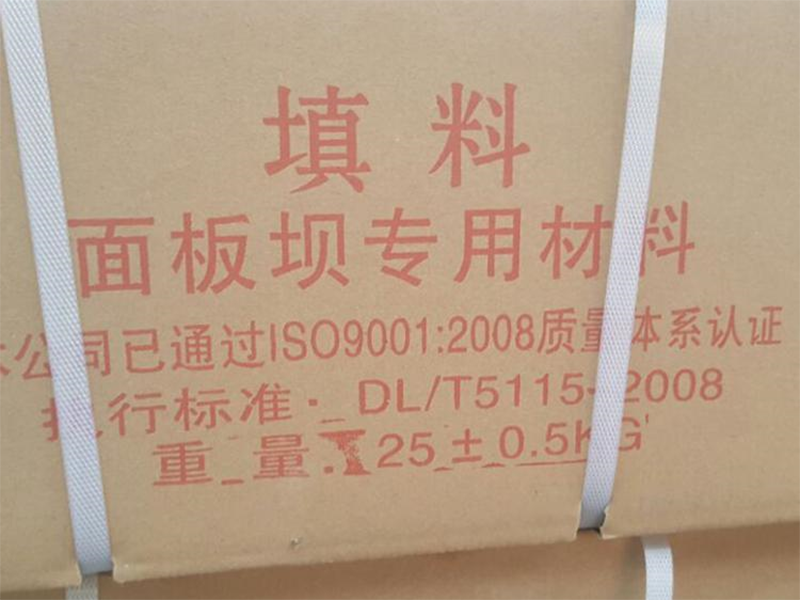 填料
面板坝专用材料
本公司已通过ISO9001:2008质量体系认证
执行标准:DL/T5115-2008
重量:25±0.5KG